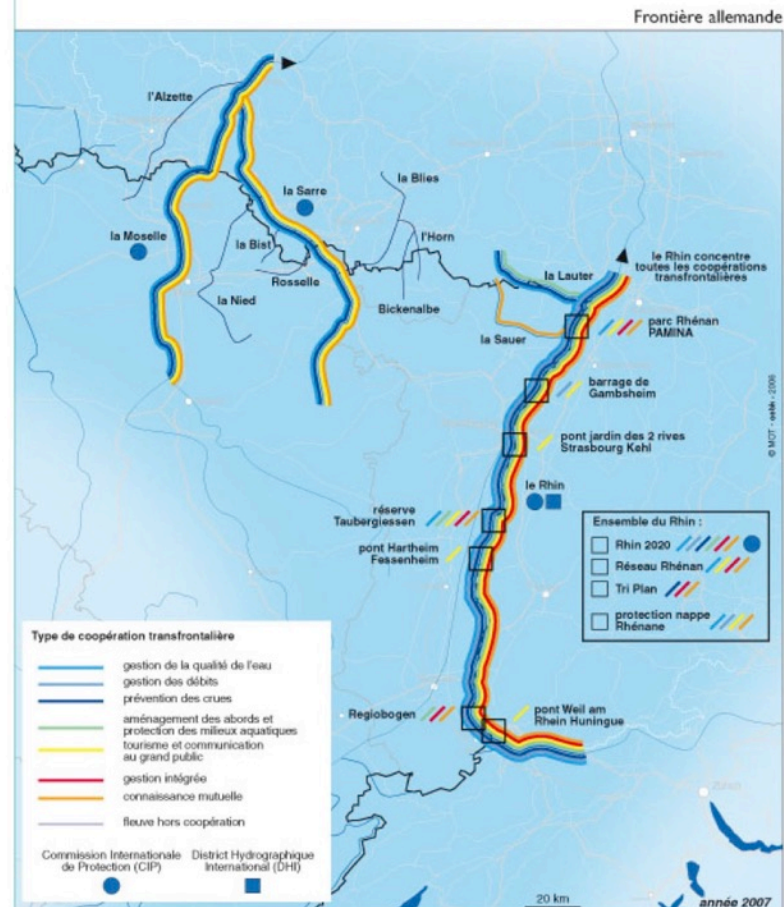 Frontière allemande
l'Alzette
la Blies
la Sarre
l'Horn
la Moselle
la Bist
Rosselle
la Nied
Bickenalbe
la Lauter
le Rhin concentre
toutes les coopérations
transfrontalières
la Sauer
parc Rhénan
PAMINA
barrage de
Gambsheim
pont jardin des 2 rives
Strasbourg Kehl
le Rhin
réserve
Taubergiessen
pont Hartheim
Fessenheim
Ensemble du Rhin :
Rhin 2020
Réseau Rhénan
Tri Plan
protection nappe
Rhénane
Regiobogen
pont Weil am
Rhein Huningue
Type de coopération transfrontalière
gestion de la qualité de l'eau
gestion des débits
prévention des crues
aménagement des abords et
protection des milieux aquatiques
tourisme et communication
au grand public
gestion intégrée
connaissance mutuelle
fleuve hors coopération
Commission Internationale
de Protection (CIP)
District Hydrographique
International (DHI)
Zürich
20 km
année 2007